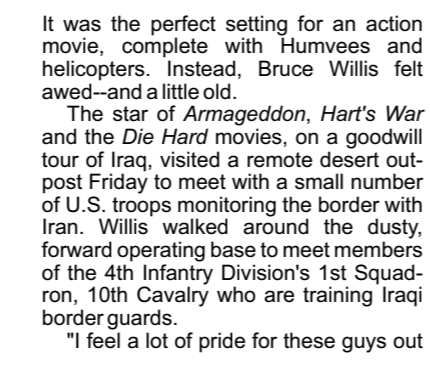 It was the perfect setting for an action
movie, complete with Humvees and
helicopters. Instead, Bruce Willis felt
awed--and a little old.
The star of Armageddon, Hart's War
and the Die Hard movies, on a goodwill
tour of Iraq, visited a remote desert out-
post Friday to meet with a small number
of U.S. troops monitoring the border with
Iran. Willis walked around the dusty,
forward operating base to meet members
of the 4th Infantry Division's 1st Squad-
ron, 10th Cavalry who are training Iraqi
border guards.
"I feel a lot of pride for these guys out